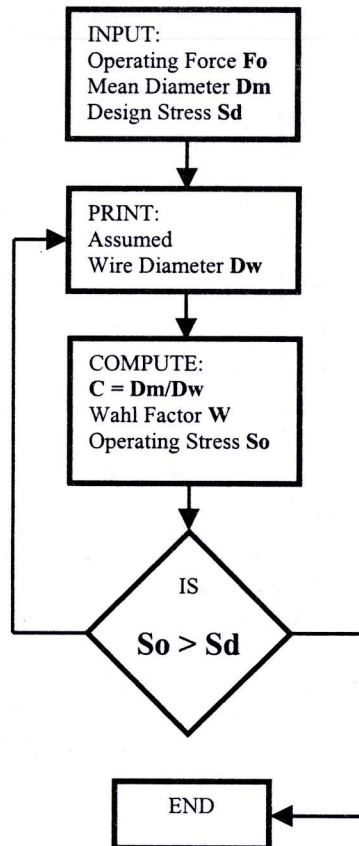 INPUT:
Operating Force Fo
Mean Diameter Dm
Design Stress Sd
PRINT:
Assumed
Wire Diameter Dw
COMPUTE:
C = Dm/Dw
Wahl Factor W
Operating Stress So
IS
So > Sd
END